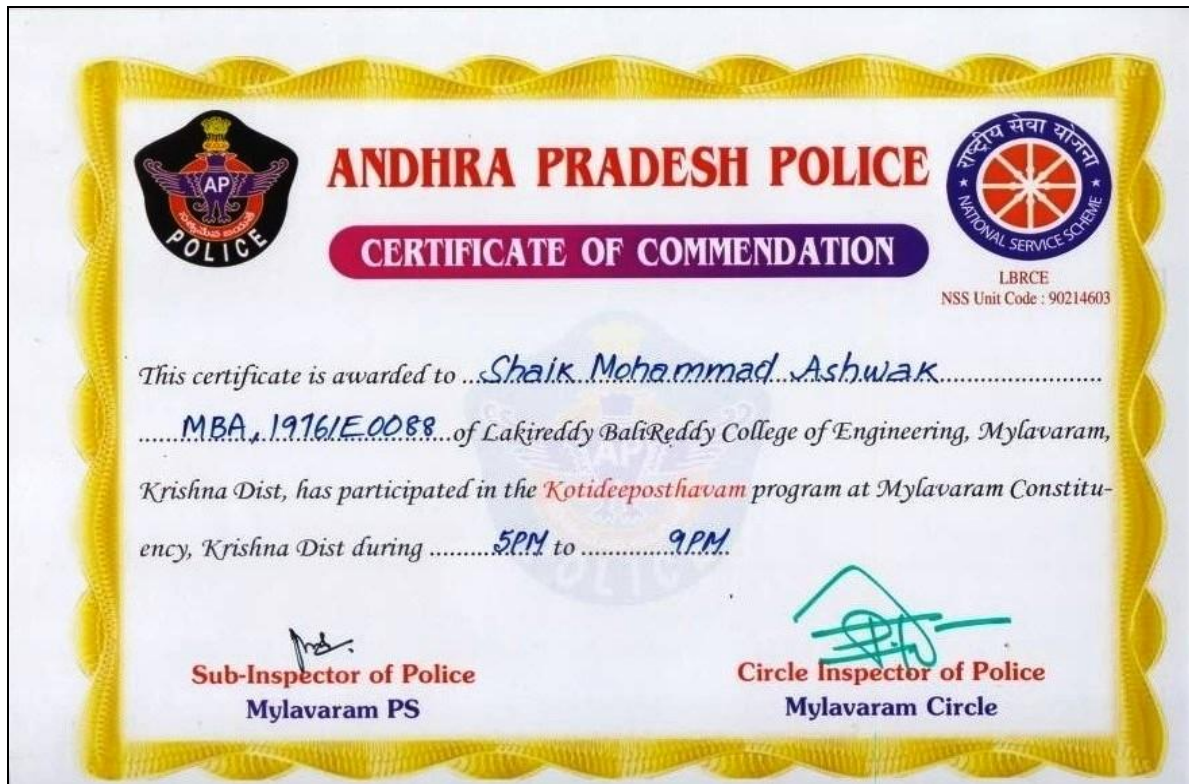 ANDHRA PRADESH POLICE
AP
POLICE
राष्ट्रीय सेवा योजना
NATIONAL SERVICE SCHEME
CERTIFICATE OF COMMENDATION
LBRCE
NSS Unit Code : 90214603
This certificate is awarded to ...Shaik Mohammad Ashwak...
...MBA, 1976/E0088...of Lakireddy BaliReddy College of Engineering, Mylavaram,
Krishna Dist, has participated in the Kotideeposthavam program at Mylavaram Constitu-
ency, Krishna Dist during ...5PM to ...9PM.
Sub-Inspector of Police
Mylavaram PS
Circle Inspector of Police
Mylavaram Circle